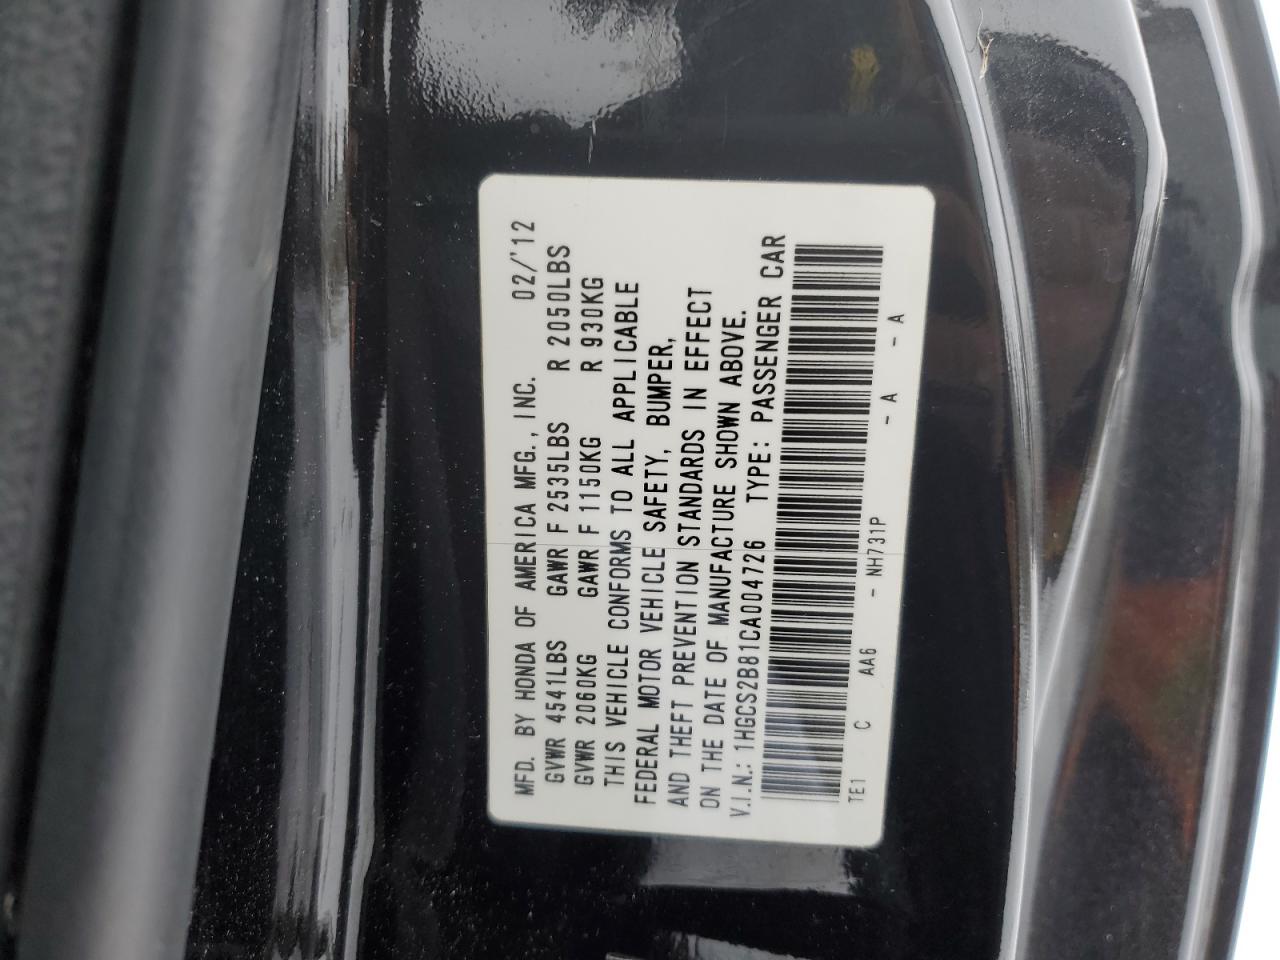 MFD. BY HONDA OF AMERICA MFG., INC. 02/'12
GVWR 4541LBS GAWR F 2535LBS R 2050LBS
GVWR 2060KG GAWR F 1150KG R 930KG
THIS VEHICLE CONFORMS TO ALL APPLICABLE
FEDERAL MOTOR VEHICLE SAFETY, BUMPER,
AND THEFT PREVENTION STANDARDS IN EFFECT
ON THE DATE OF MANUFACTURE SHOWN ABOVE.
V.I.N.: 1HGCS2B81CA004726 TYPE: PASSENGER CAR
TE1 C AA6 - NH731P - A - A